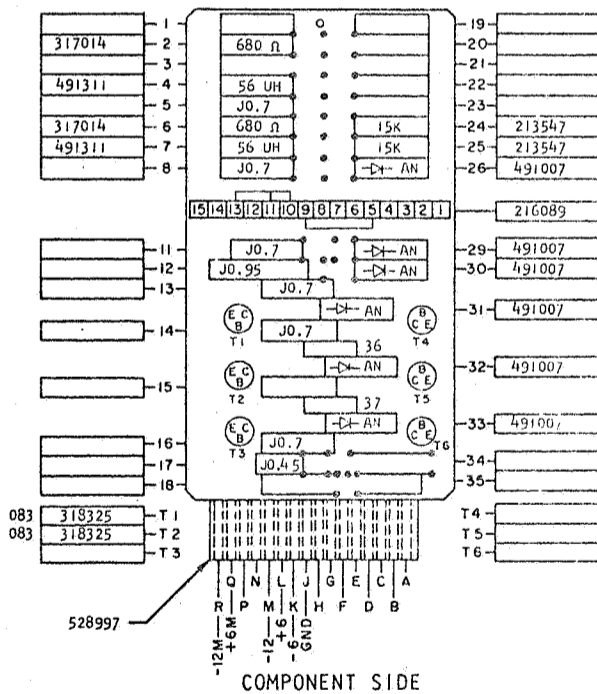 1 19
317014 2 680 Ω 20
3 21
491311 4 56 UH 22
5 J0.7 23
317014 6 680 Ω 15K 24 213547
491311 7 56 UH 15K 25 213547
8 J0.7 AN 26 491007
15 14 13 12 11 10 9 8 7 6 5 4 3 2 1 216089
11 J0.7 AN 29 491007
12 J0.95 AN 30 491007
13 J0.7
AN 31 491007
E C B T1 B C E T4
14 J0.7
36
AN 32 491007
E C B T2 B C E T5
15
37
AN 33 491007
E C B T3 B C E T6
16 J0.7
17 J0.45 34
18 35
083 318325 T1 T4
083 318325 T2 T5
T3 T6
Q N L J G E C A
R P M K H F D B
528997
-12M +6M -12 +6 -6 GND
COMPONENT SIDE